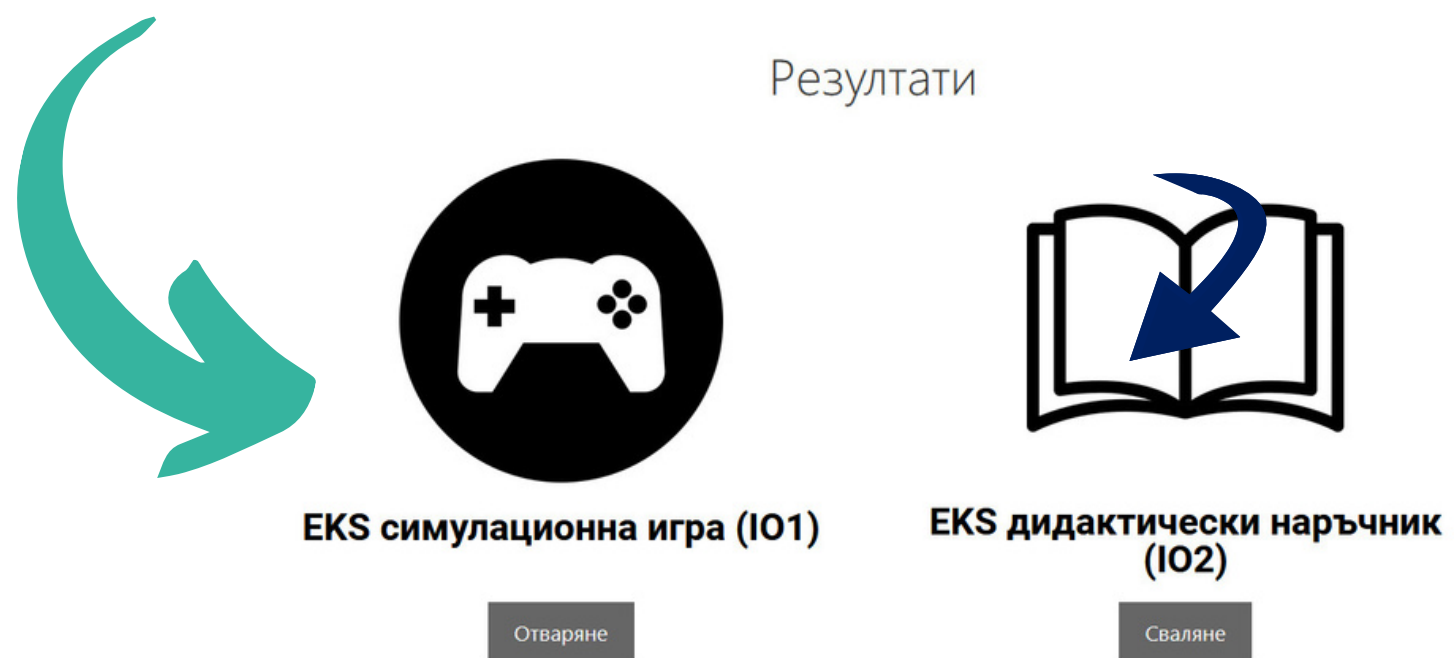 Резултати
EKS симулационна игра (IO1)
EKS дидактически наръчник
(IO2)
Отваряне
Сваляне